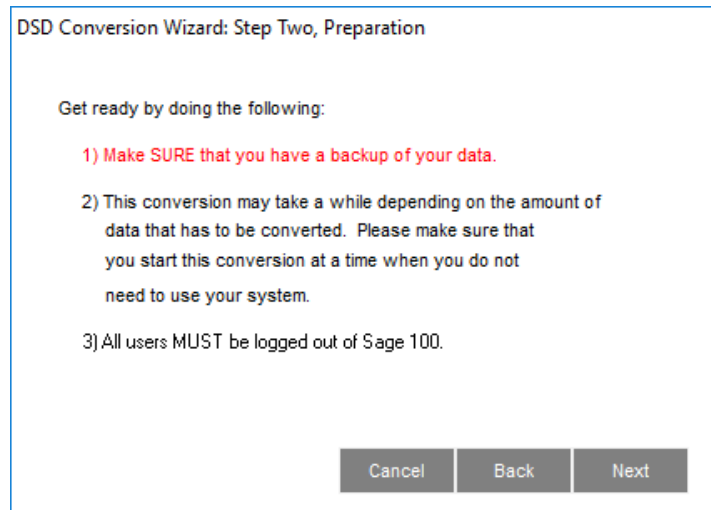 DSD Conversion Wizard: Step Two, Preparation
Get ready by doing the following:
1) Make SURE that you have a backup of your data.
2) This conversion may take a while depending on the amount of
data that has to be converted. Please make sure that
you start this conversion at a time when you do not
need to use your system.
3) All users MUST be logged out of Sage 100.
Cancel Back Next